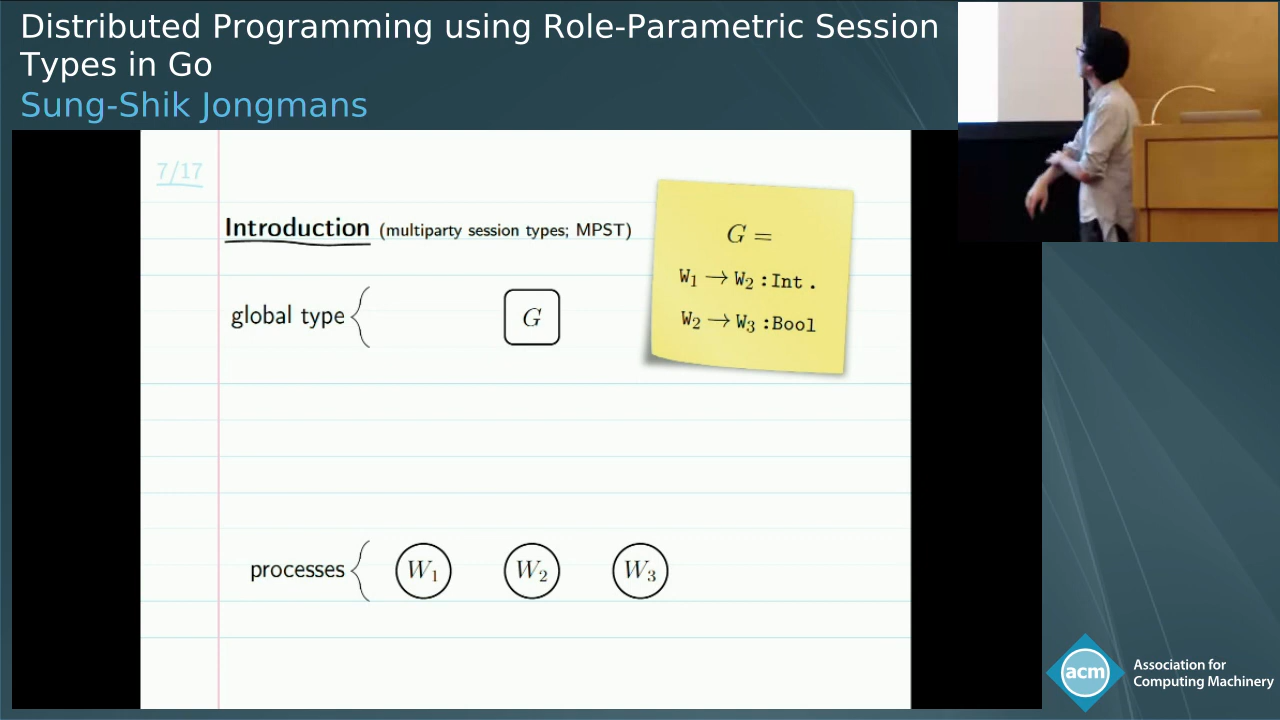 Distributed Programming using Role-Parametric Session
Types in Go
Sung-Shik Jongmans
7/17
Introduction (multiparty session types; MPST)
G =
W₁ → W₂ : Int .
W₂ → W₃ : Bool
global type { G
processes { W₁ W₂ W₃
acm Association for
Computing Machinery